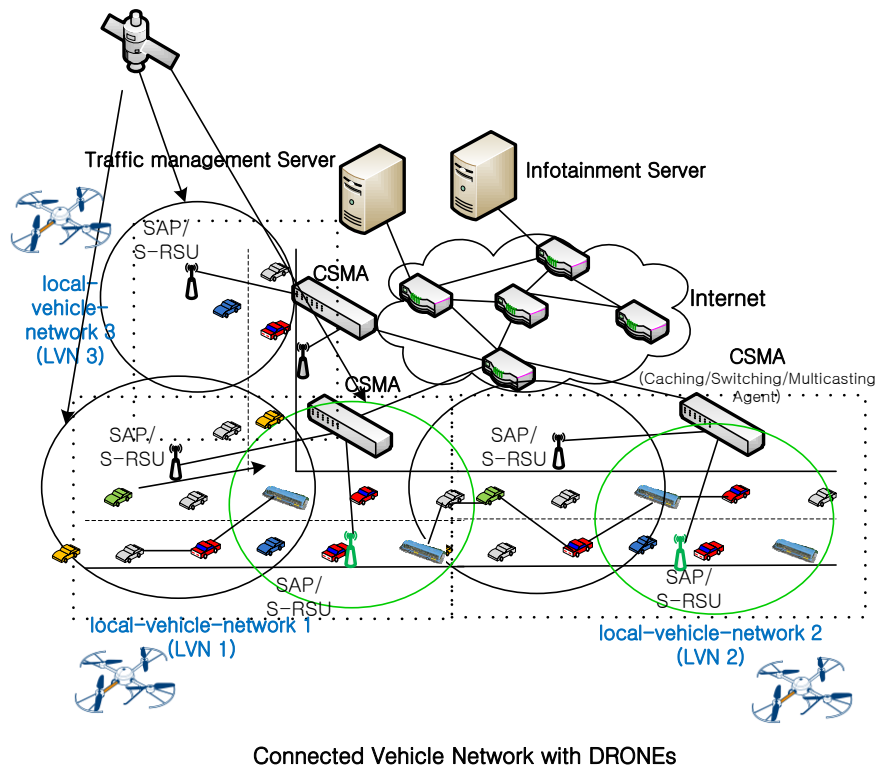 Traffic management Server
Infotainment Server
SAP/
S-RSU
local-
vehicle-
network 3
(LVN 3)
CSMA
Internet
CSMA
CSMA
(Caching/Switching/Multicasting
Agent)
SAP/
S-RSU
SAP/
S-RSU
SAP/
S-RSU
SAP/
S-RSU
local-vehicle-network 1
(LVN 1)
local-vehicle-network 2
(LVN 2)
Connected Vehicle Network with DRONEs